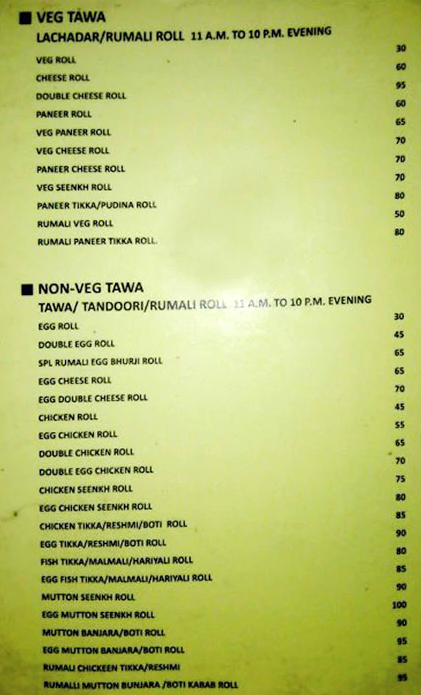 VEG TAWA
LACHADAR/RUMALI ROLL 11 A.M. TO 10 P.M. EVENING
VEG ROLL 30
CHEESE ROLL 60
DOUBLE CHEESE ROLL 95
PANEER ROLL 60
VEG PANEER ROLL 65
VEG CHEESE ROLL 70
PANEER CHEESE ROLL 70
VEG SEENKH ROLL 70
PANEER TIKKA/PUDINA ROLL 80
RUMALI VEG ROLL 50
RUMALI PANEER TIKKA ROLL. 80
NON-VEG TAWA
TAWA/ TANDOORI/RUMALI ROLL 11 A.M. TO 10 P.M. EVENING
EGG ROLL 30
DOUBLE EGG ROLL 45
SPL RUMALI EGG BHURJI ROLL 65
EGG CHEESE ROLL 65
EGG DOUBLE CHEESE ROLL 70
CHICKEN ROLL 45
EGG CHICKEN ROLL 55
DOUBLE CHICKEN ROLL 65
DOUBLE EGG CHICKEN ROLL 70
CHICKEN SEENKH ROLL 75
EGG CHICKEN SEENKH ROLL 80
CHICKEN TIKKA/RESHMI/BOTI ROLL 85
EGG TIKKA/RESHMI/BOTI ROLL 90
FISH TIKKA/MALMALI/HARIYALI ROLL 80
EGG FISH TIKKA/MALMALI/HARIYALI ROLL 85
MUTTON SEENKH ROLL 90
EGG MUTTON SEENKH ROLL 100
MUTTON BANJARA/BOTI ROLL 90
EGG MUTTON BANJARA/BOTI ROLL 95
RUMALI CHICKEEN TIKKA/RESHMI 85
RUMALLI MUTTON BUNJARA /BOTI KABAB ROLL 95